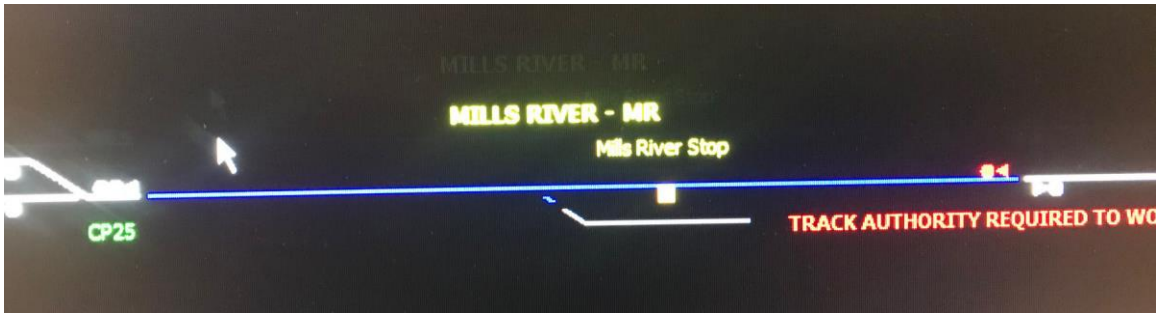 MILLS RIVER - MR
MILLS RIVER - MR
Mills River Stop
CP25
TRACK AUTHORITY REQUIRED TO WO